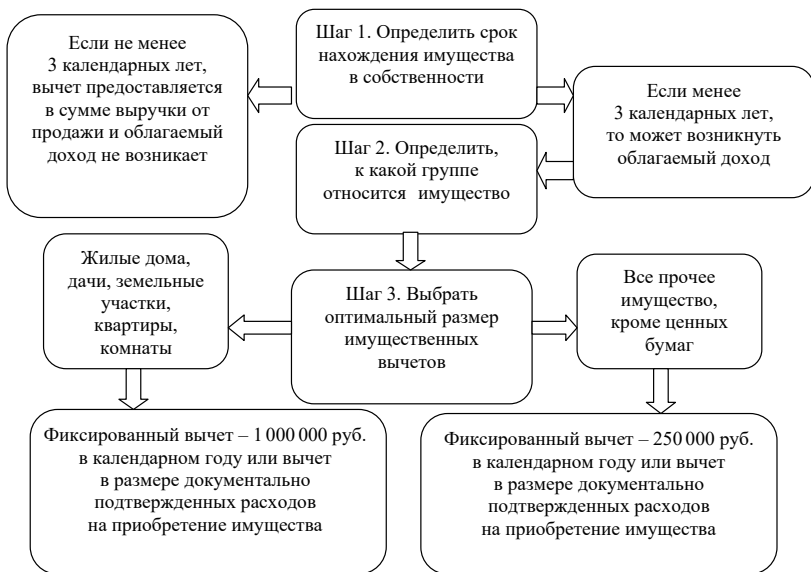 Шаг 1. Определить срок
нахождения имущества
в собственности
Если не менее
3 календарных лет,
вычет предоставляется
в сумме выручки от
продажи и облагаемый
доход не возникает
Если менее
3 календарных лет,
то может возникнуть
облагаемый доход
Шаг 2. Определить,
к какой группе
относится имущество
Шаг 3. Выбрать
оптимальный размер
имущественных
вычетов
Жилые дома,
дачи, земельные
участки,
квартиры,
комнаты
Все прочее
имущество,
кроме ценных
бумаг
Фиксированный вычет – 1 000 000 руб.
в календарном году или вычет
в размере документально
подтвержденных расходов
на приобретение имущества
Фиксированный вычет – 250 000 руб.
в календарном году или вычет
в размере документально
подтвержденных расходов
на приобретение имущества